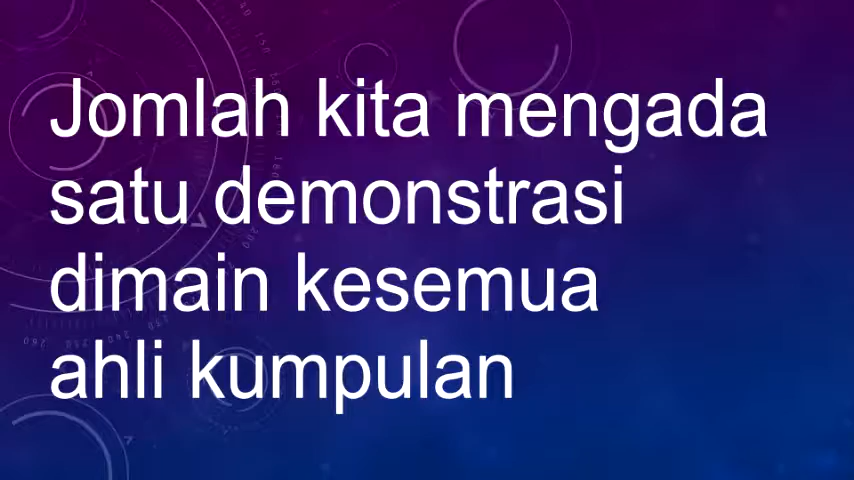 Jomlah kita mengada
satu demonstrasi
dimain kesemua
ahli kumpulan